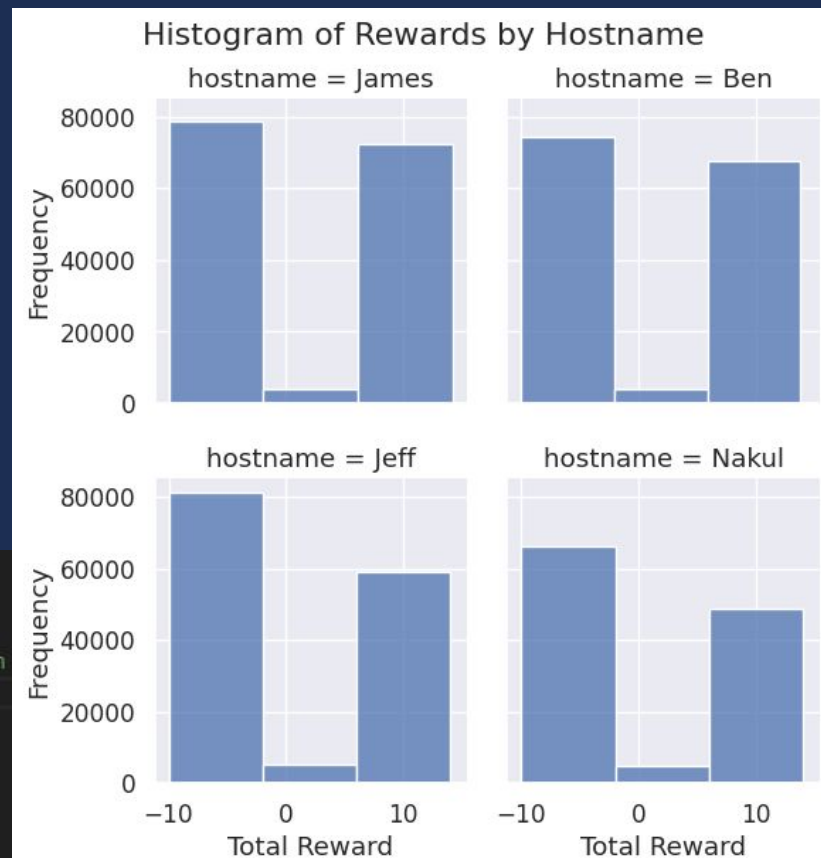 Histogram of Rewards by Hostname
hostname = James
hostname = Ben
80000
60000
40000
20000
0
Frequency
hostname = Jeff
hostname = Nakul
80000
60000
40000
20000
0
Frequency
n
−10 0 10
−10 0 10
Total Reward
Total Reward